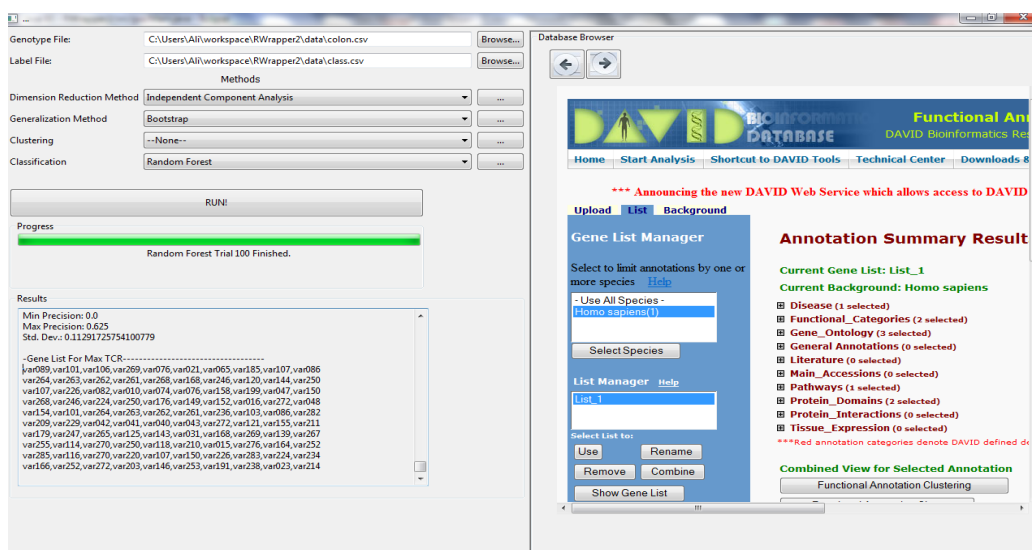 Genotype File: C:\Users\Ali\workspace\RWrapper2\data\colon.csv Browse...
Label File: C:\Users\Ali\workspace\RWrapper2\data\class.csv Browse...
Methods
Dimension Reduction Method Independent Component Analysis ...
Generalization Method Bootstrap ...
Clustering --None-- ...
Classification Random Forest ...
RUN!
Progress
Random Forest Trial 100 Finished.
Results
Min Precision: 0.0
Max Precision: 0.625
Std. Dev.: 0.11291725754100779
-Gene List For Max TCR------------------------------------
var089,var101,var106,var269,var076,var021,var065,var185,var107,var086
var264,var263,var262,var261,var268,var168,var246,var120,var144,var250
var107,var226,var082,var010,var074,var076,var158,var199,var047,var150
var268,var246,var224,var250,var176,var149,var152,var016,var272,var048
var154,var101,var264,var263,var262,var261,var236,var103,var086,var282
var209,var229,var042,var041,var040,var043,var272,var121,var155,var211
var179,var247,var265,var125,var143,var031,var168,var269,var139,var267
var255,var114,var270,var250,var118,var210,var015,var276,var164,var252
var285,var116,var270,var220,var107,var150,var226,var283,var224,var234
var166,var252,var272,var203,var146,var253,var191,var238,var023,var214
Database Browser
DAVID BIOINFORMATICS DATABASE
Functional An
DAVID Bioinformatics Res
Home Start Analysis Shortcut to DAVID Tools Technical Center Downloads &
*** Announcing the new DAVID Web Service which allows access to DAVID
Upload List Background
Gene List Manager
Select to limit annotations by one or
more species Help
- Use All Species -
Homo sapiens(1)
Select Species
List Manager Help
List_1
Select List to:
Use Rename
Remove Combine
Show Gene List
Annotation Summary Result
Current Gene List: List_1
Current Background: Homo sapiens
Disease (1 selected)
Functional_Categories (2 selected)
Gene_Ontology (3 selected)
General Annotations (0 selected)
Literature (0 selected)
Main_Accessions (0 selected)
Pathways (1 selected)
Protein_Domains (2 selected)
Protein_Interactions (0 selected)
Tissue_Expression (0 selected)
***Red annotation categories denote DAVID defined de
Combined View for Selected Annotation
Functional Annotation Clustering